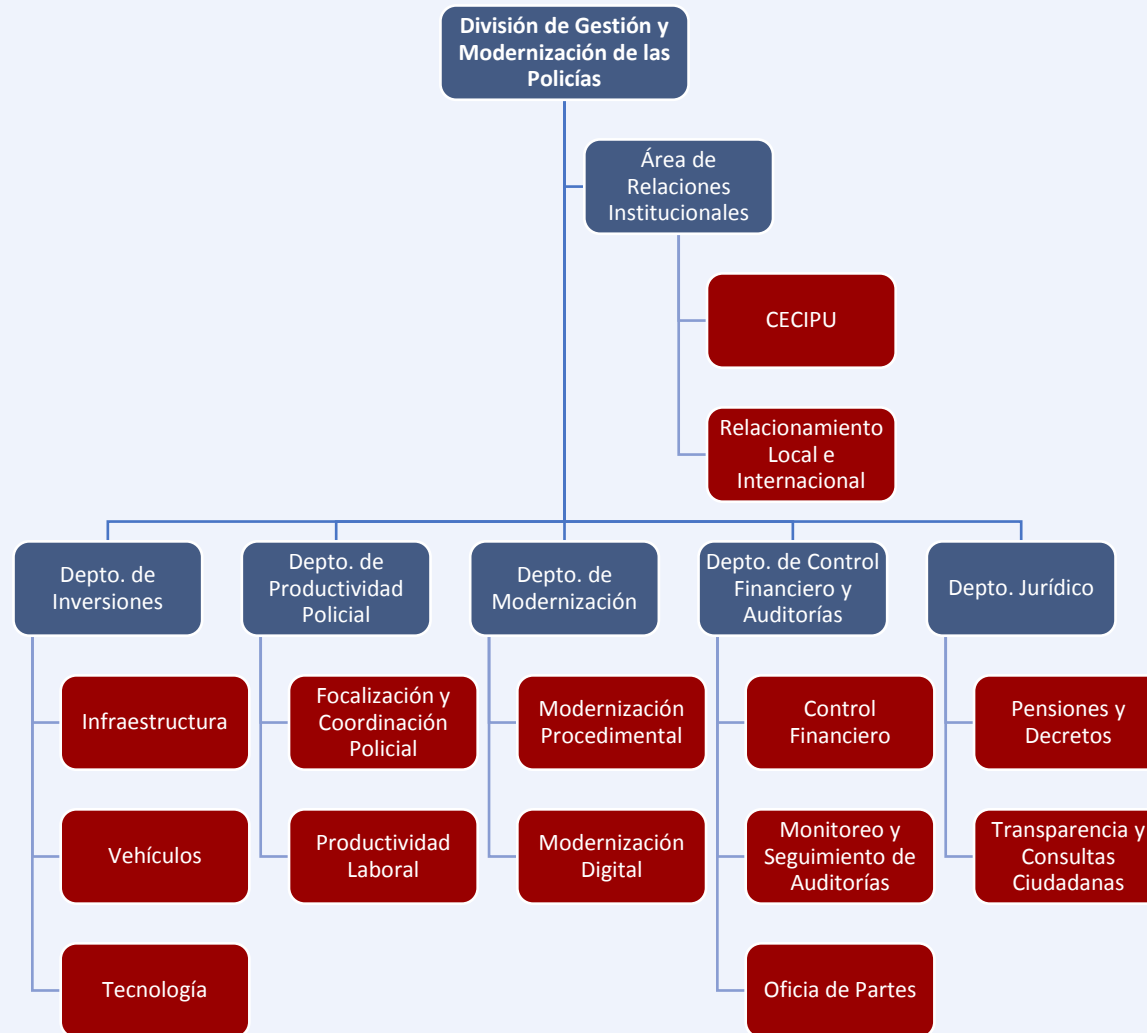 División de Gestión y
Modernización de las
Policías
Área de
Relaciones
Institucionales
CECIPU
Relacionamiento
Local e
Internacional
Depto. de
Inversiones
Depto. de
Productividad
Policial
Depto. de
Modernización
Depto. de Control
Financiero y
Auditorías
Depto. Jurídico
Infraestructura
Vehículos
Tecnología
Focalización y
Coordinación
Policial
Productividad
Laboral
Modernización
Procedimental
Modernización
Digital
Control
Financiero
Monitoreo y
Seguimiento de
Auditorías
Oficia de Partes
Pensiones y
Decretos
Transparencia y
Consultas
Ciudadanas